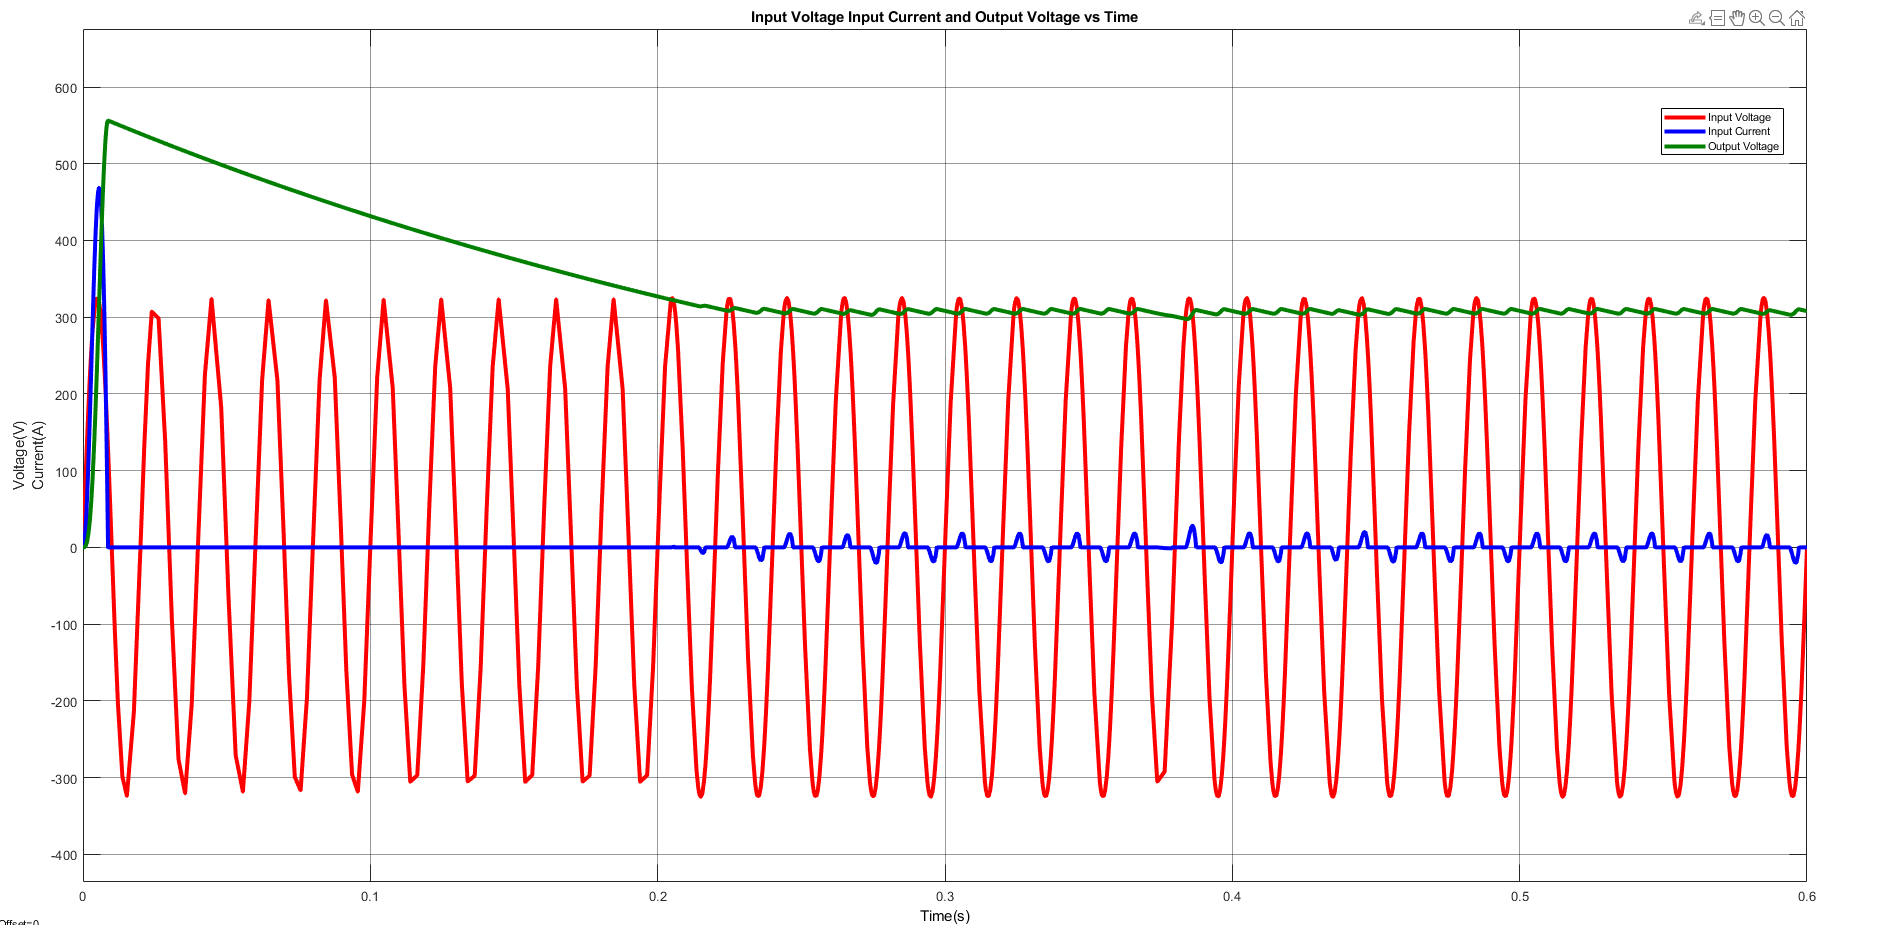 Input Voltage Input Current and Output Voltage vs Time
600
500
400
300
200
100
0
-100
-200
-300
-400
Voltage(V)
Current(A)
Input Voltage
Input Current
Output Voltage
0
0.1
0.2
0.3
0.4
0.5
0.6
Time(s)
Offset=0